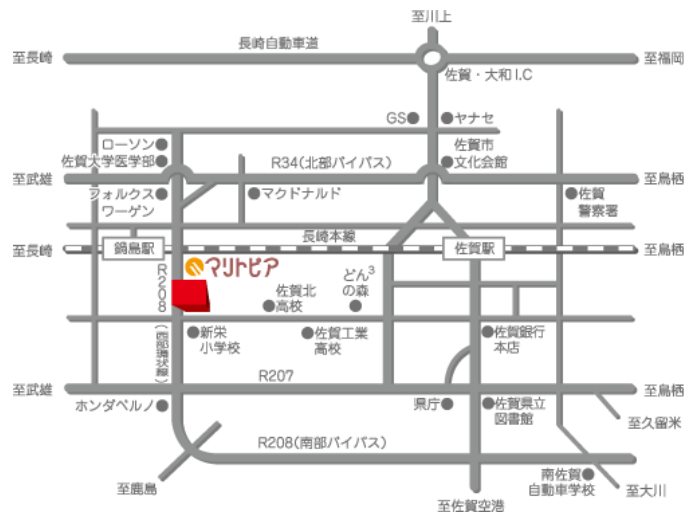 至川上
長崎自動車道
至長崎
至福岡
佐賀・大和I.C
GS
ヤナセ
ローソン
佐賀大学医学部
佐賀市
文化会館
R34(北部バイパス)
至武雄
至鳥栖
フォルクス
ワーゲン
マクドナルド
佐賀
警察署
長崎本線
至長崎
鍋島駅
佐賀駅
至鳥栖
マリトピア
R208
(西部環状線)
佐賀北
高校
どん3
の森
新栄
小学校
佐賀工業
高校
佐賀銀行
本店
R207
至武雄
至鳥栖
ホンダベルノ
県庁
佐賀県立
図書館
至久留米
R208(南部バイパス)
至鹿島
南佐賀
自動車学校
至大川
至佐賀空港